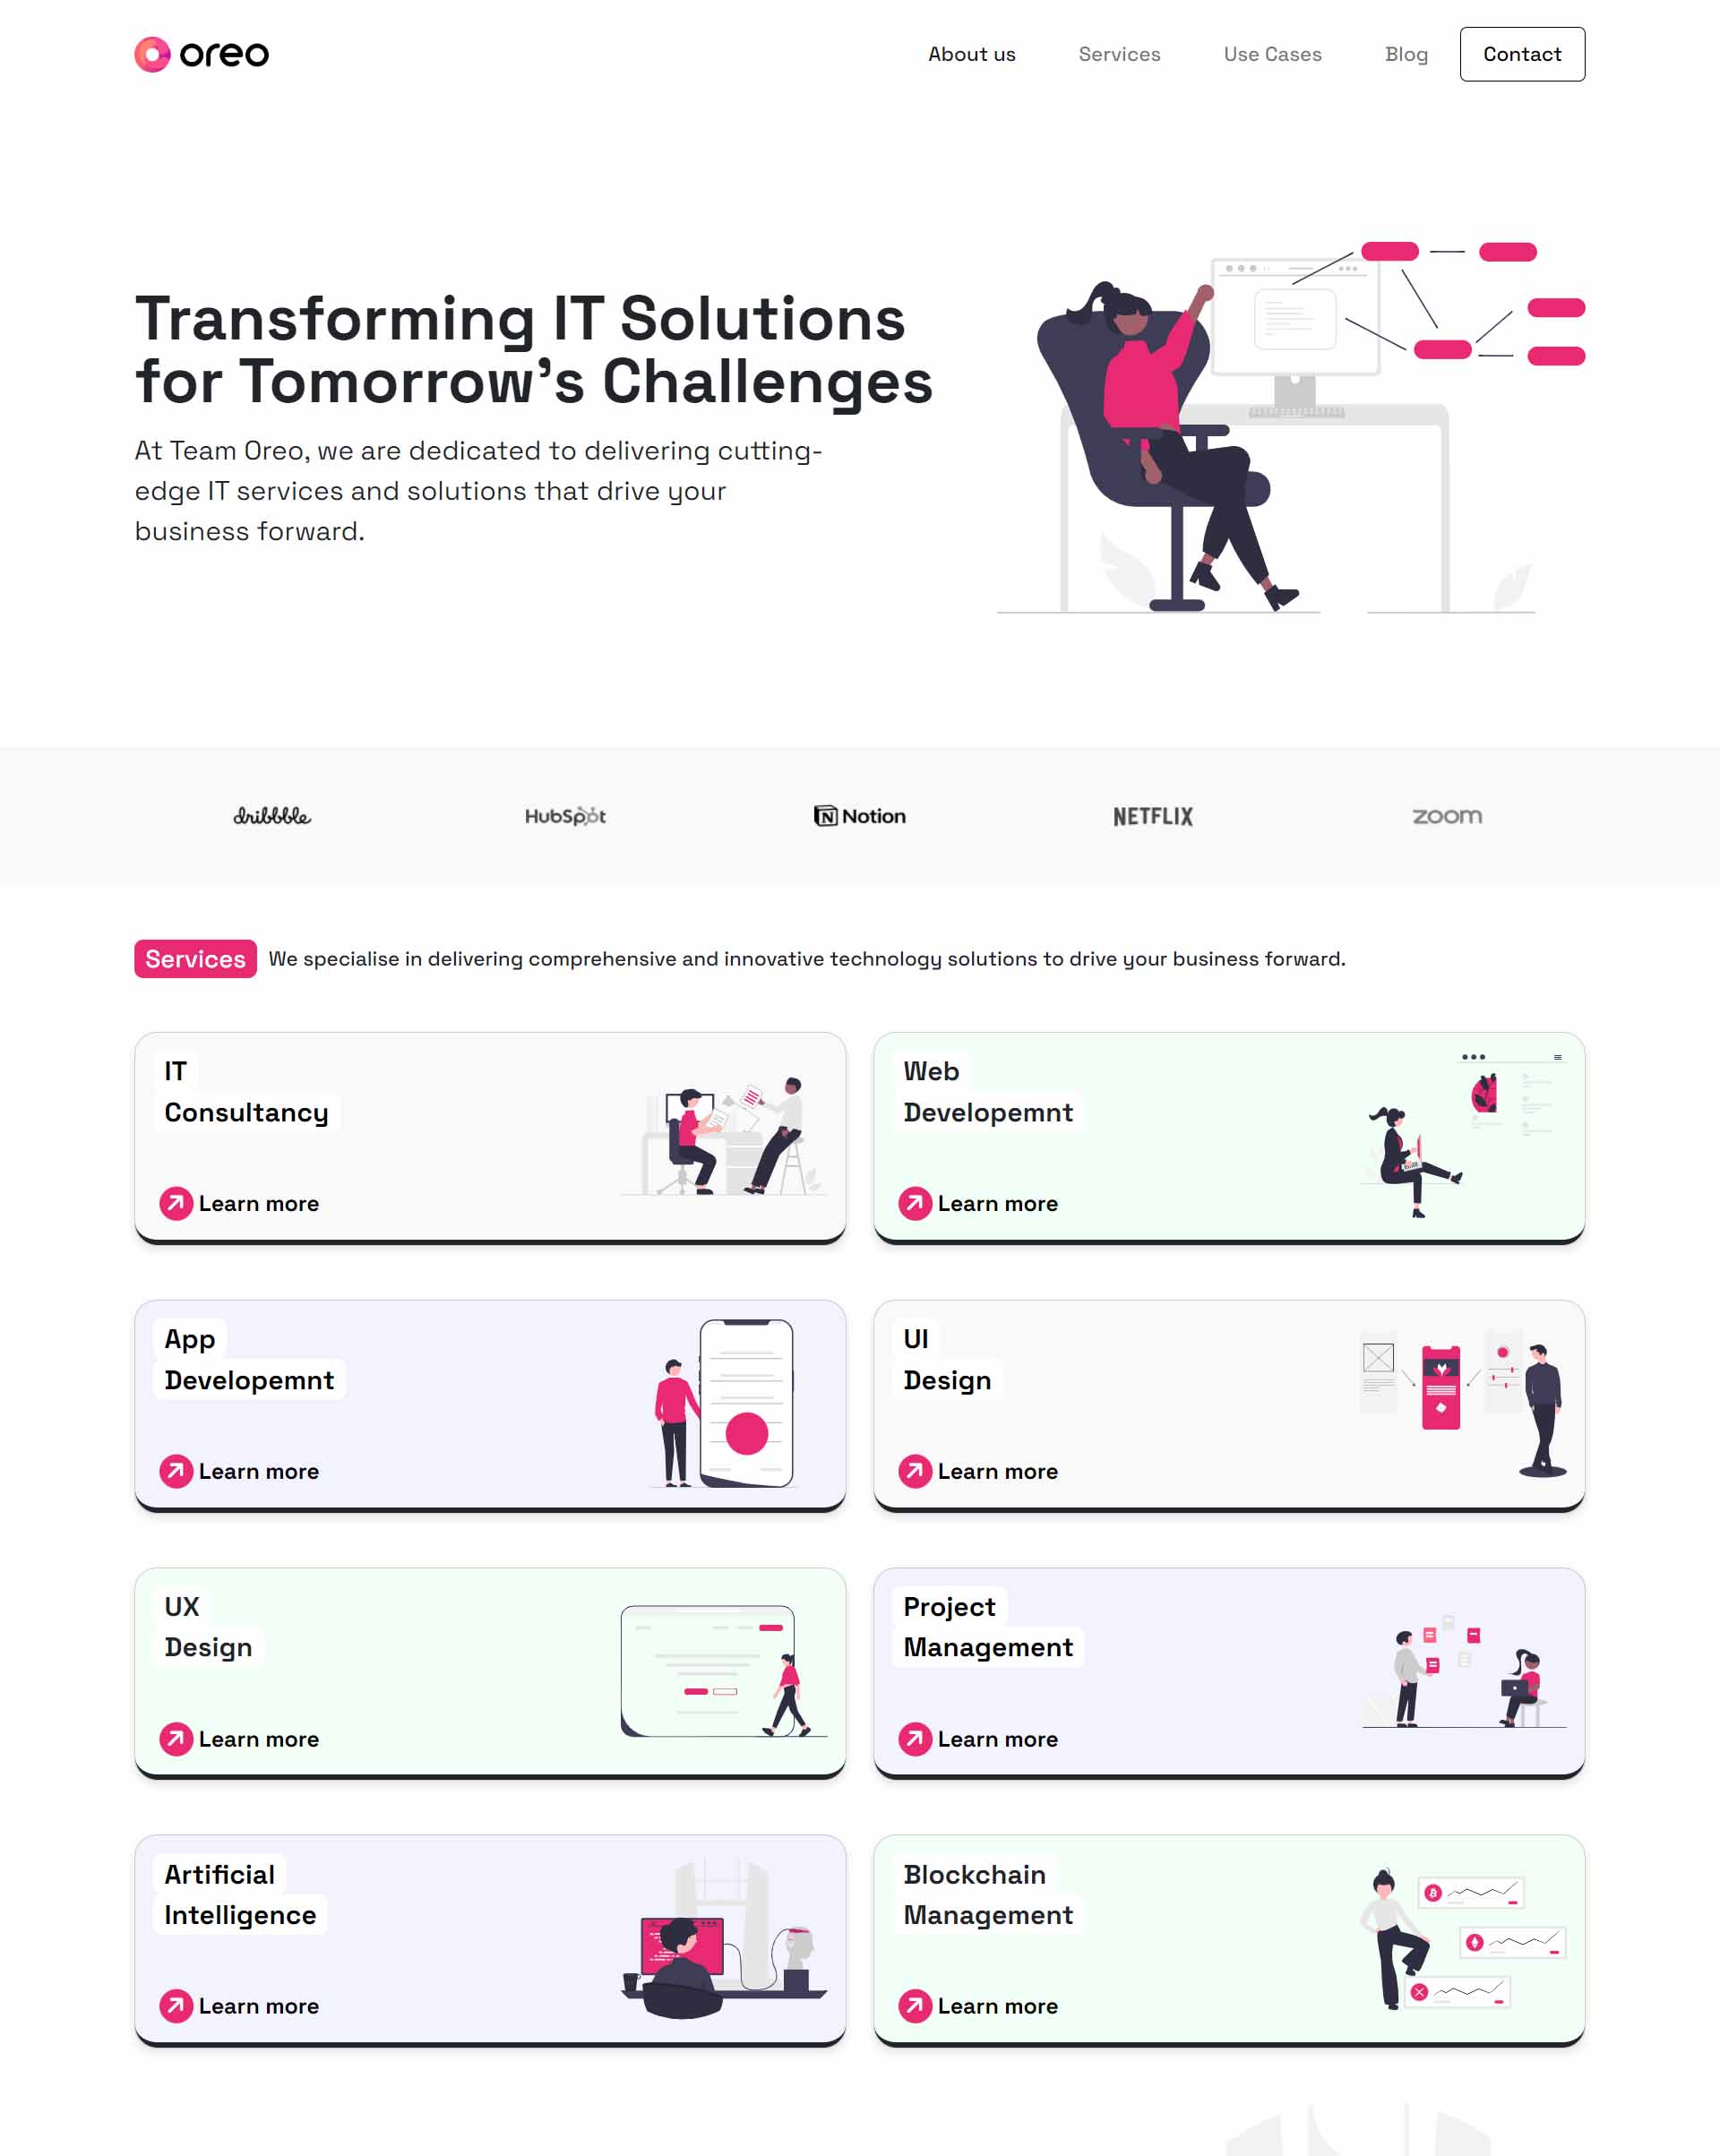 oreo
About us Services Use Cases Blog Contact
Transforming IT Solutions
for Tomorrow's Challenges
At Team Oreo, we are dedicated to delivering cutting-
edge IT services and solutions that drive your
business forward.
dribbble HubSpot Notion NETFLIX zoom
Services We specialise in delivering comprehensive and innovative technology solutions to drive your business forward.
IT
Consultancy
Learn more
Web
Developemnt
Learn more
App
Developemnt
Learn more
UI
Design
Learn more
UX
Design
Learn more
Project
Management
Learn more
Artificial
Intelligence
Learn more
Blockchain
Management
Learn more